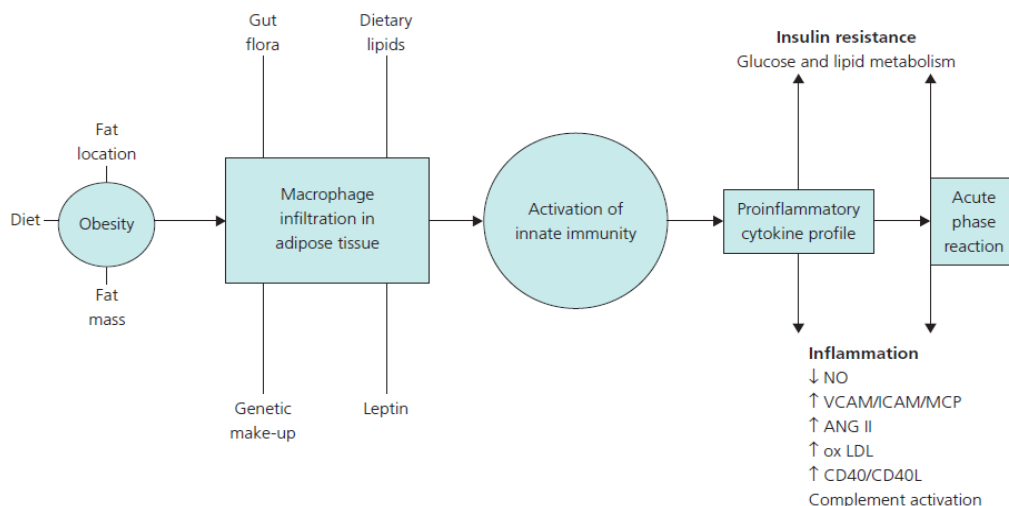 Gut
flora
Dietary
lipids
Insulin resistance
Glucose and lipid metabolism
Fat
location
Diet
Obesity
Fat
mass
Macrophage
infiltration in
adipose tissue
Genetic
make-up
Leptin
Activation of
innate immunity
Proinflammatory
cytokine profile
Acute
phase
reaction
Inflammation
↓ NO
↑ VCAM/ICAM/MCP
↑ ANG II
↑ ox LDL
↑ CD40/CD40L
Complement activation